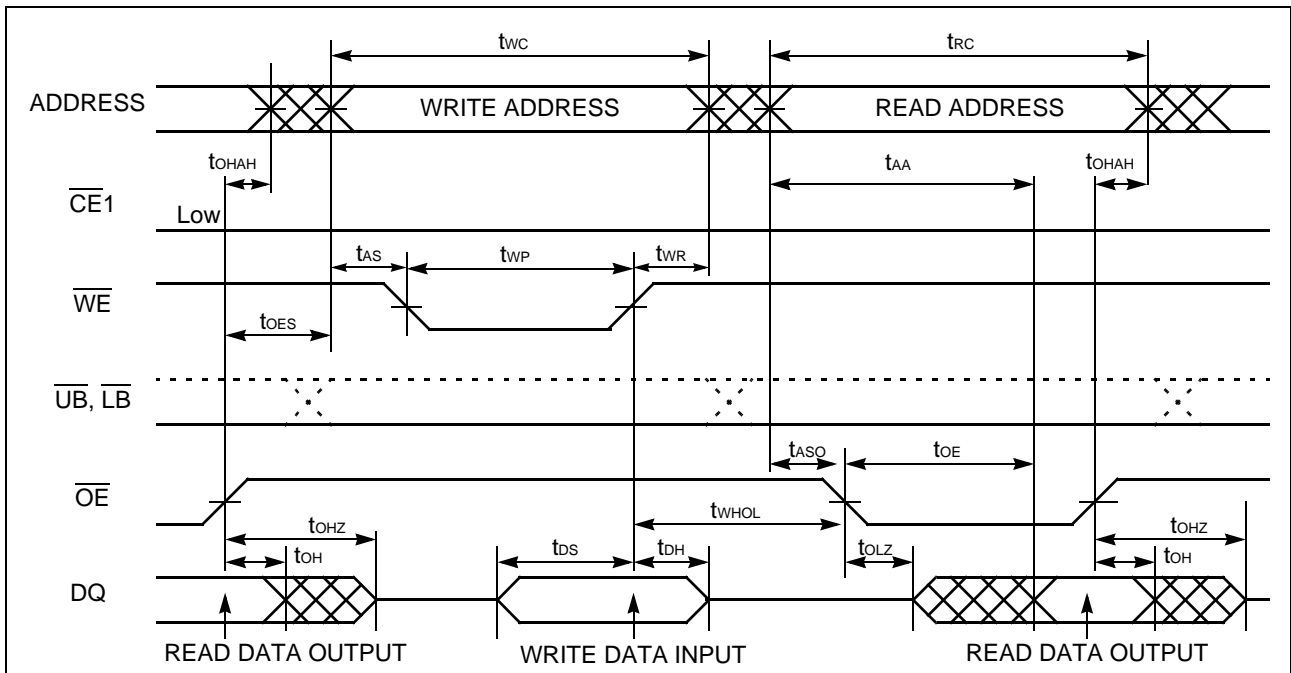 tWC
tRC
ADDRESS
WRITE ADDRESS
READ ADDRESS
tOHAH
tAA
tOHAH
CE1
Low
tAS
tWP
tWR
WE
tOES
UB, LB
tASO
tOE
OE
tWHOL
tOHZ
tOHZ
tDS
tDH
tOLZ
tOH
tOH
DQ
READ DATA OUTPUT
WRITE DATA INPUT
READ DATA OUTPUT